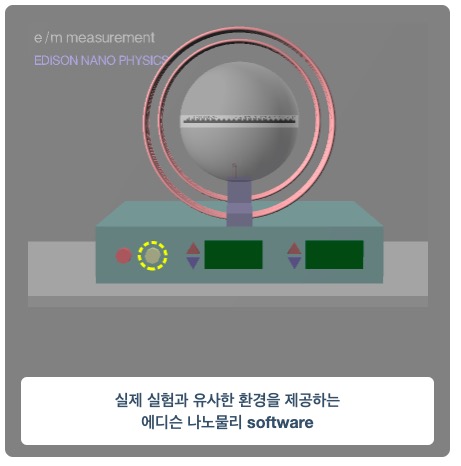 e/m measurement
EDISON NANO PHYSICS
실제 실험과 유사한 환경을 제공하는
에디슨 나노물리 software